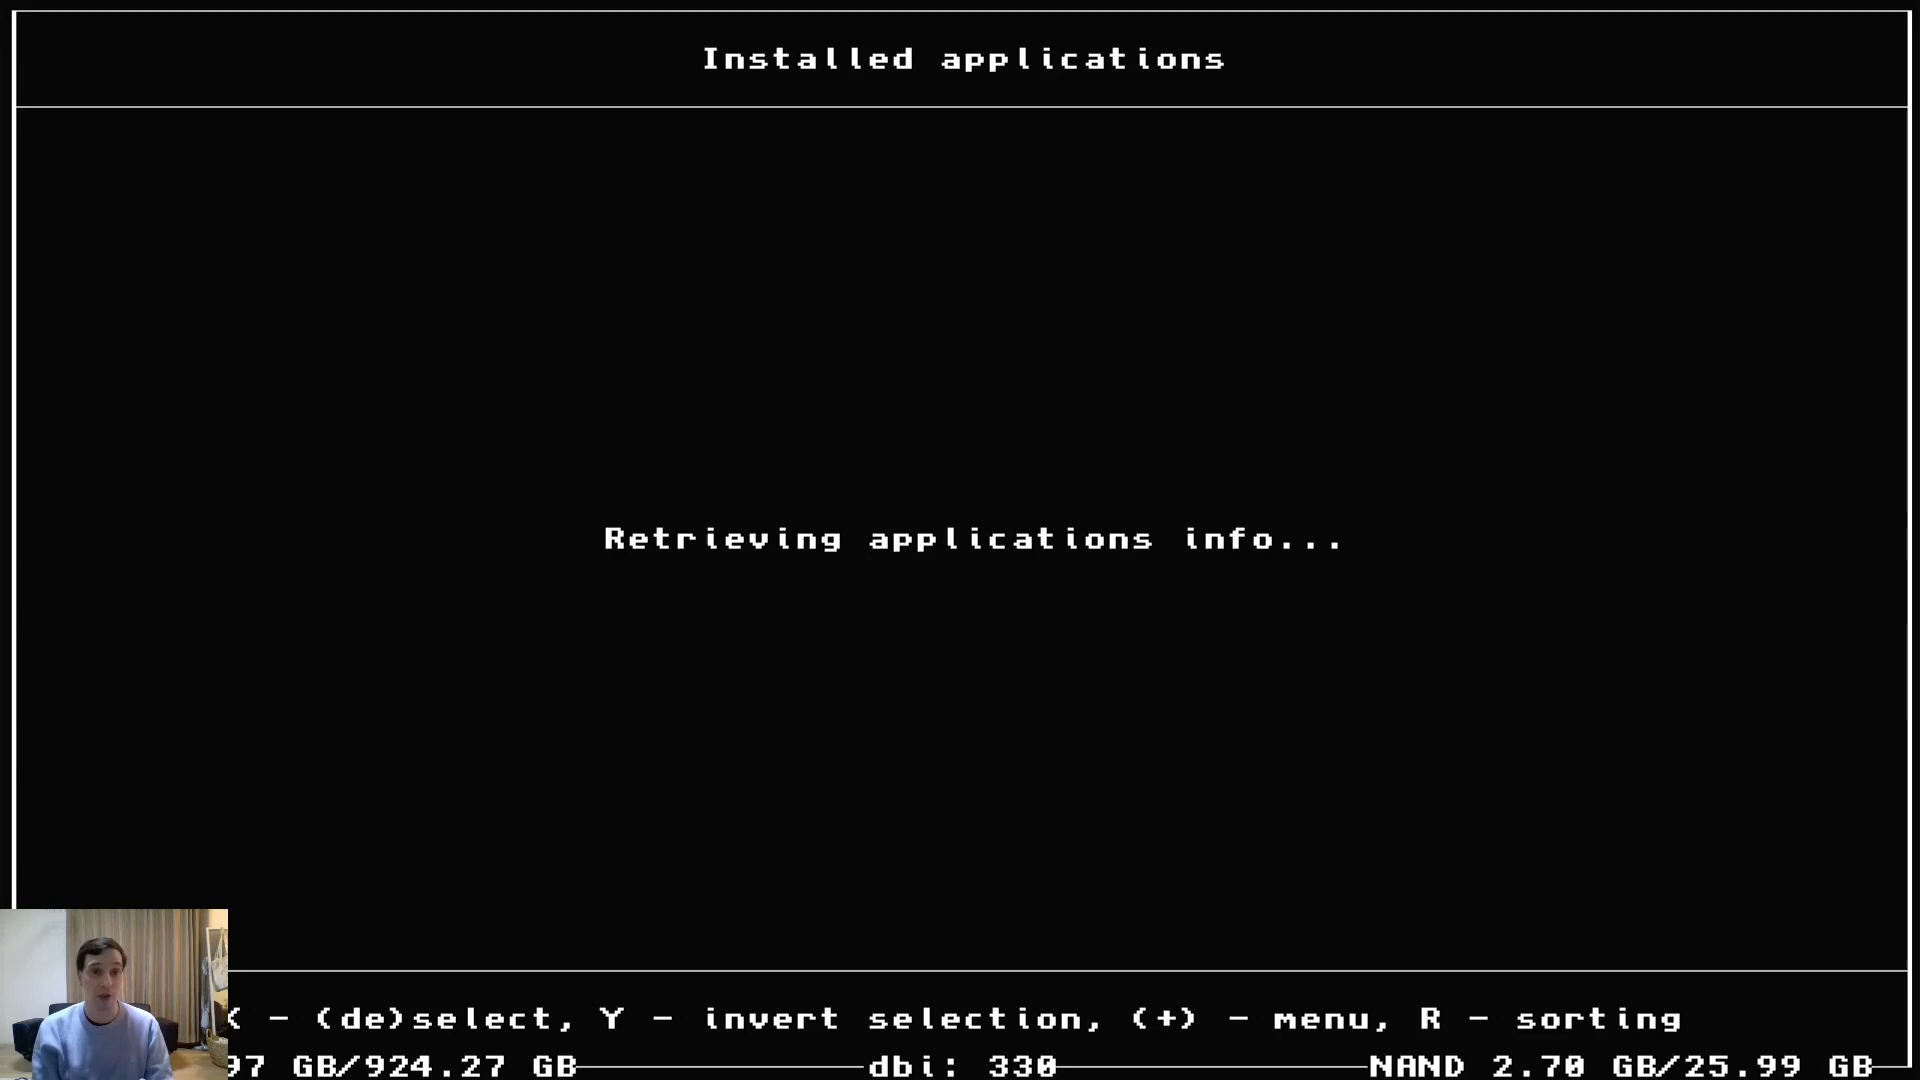 Installed applications
Retrieving applications info...
- (de)select, Y - invert selection, (+) - menu, R - sorting
97 GB/924.27 GB dbi: 330 NAND 2.70 GB/25.99 GB